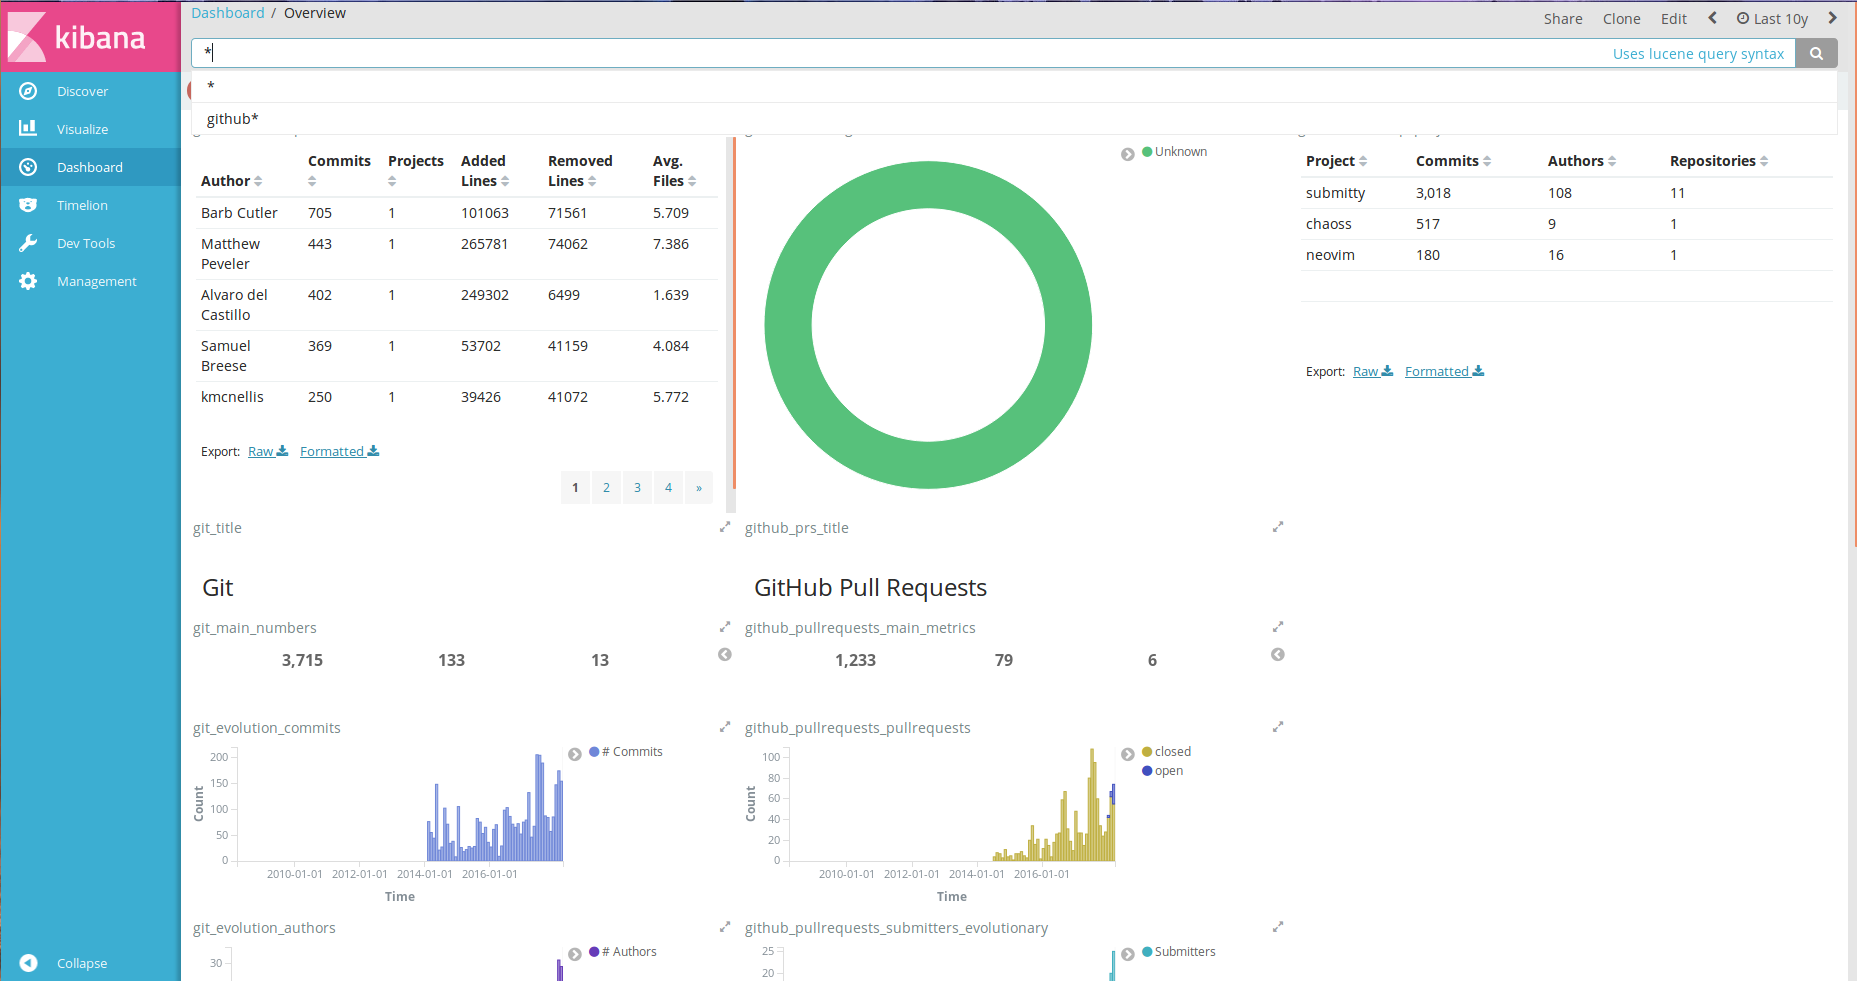 kibana
Discover
Visualize
Dashboard
Timelion
Dev Tools
Management
Collapse
Dashboard / Overview
Share Clone Edit Last 10y
*
Uses lucene query syntax
*
github*
Author Commits Projects Added Lines Removed Lines Avg. Files
Barb Cutler 705 1 101063 71561 5.709
Matthew Peveler 443 1 265781 74062 7.386
Alvaro del Castillo 402 1 249302 6499 1.639
Samuel Breese 369 1 53702 41159 4.084
kmcnellis 250 1 39426 41072 5.772
Export: Raw Formatted
1 2 3 4 »
Unknown
Project Commits Authors Repositories
submitty 3,018 108 11
chaoss 517 9 1
neovim 180 16 1
Export: Raw Formatted
git_title
Git
github_prs_title
GitHub Pull Requests
git_main_numbers
3,715 133 13
github_pullrequests_main_metrics
1,233 79 6
git_evolution_commits
# Commits
Count
200
150
100
50
0
2010-01-01 2012-01-01 2014-01-01 2016-01-01
Time
github_pullrequests_pullrequests
closed
open
Count
100
80
60
40
20
0
2010-01-01 2012-01-01 2014-01-01 2016-01-01
Time
git_evolution_authors
# Authors
30
github_pullrequests_submitters_evolutionary
Submitters
25
20